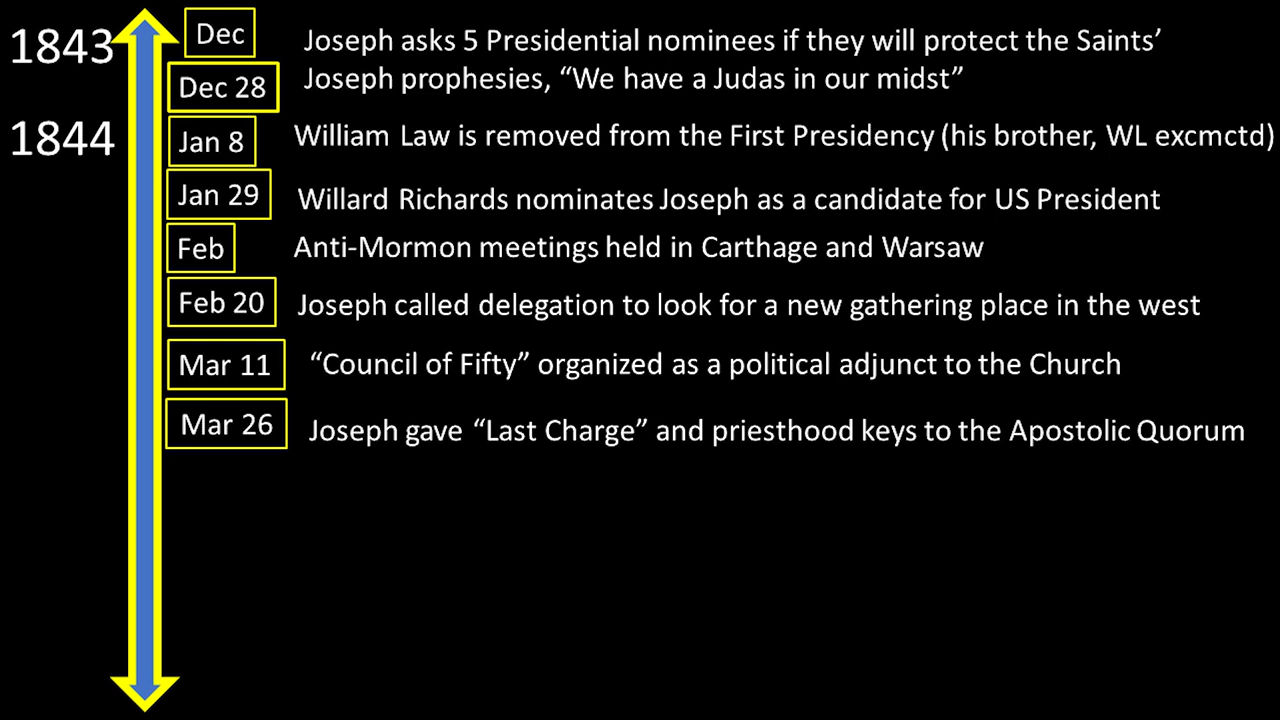 1843 Dec Joseph asks 5 Presidential nominees if they will protect the Saints’
Dec 28 Joseph prophesies, “We have a Judas in our midst”
1844 Jan 8 William Law is removed from the First Presidency (his brother, WL excmctd)
Jan 29 Willard Richards nominates Joseph as a candidate for US President
Feb Anti-Mormon meetings held in Carthage and Warsaw
Feb 20 Joseph called delegation to look for a new gathering place in the west
Mar 11 “Council of Fifty” organized as a political adjunct to the Church
Mar 26 Joseph gave “Last Charge” and priesthood keys to the Apostolic Quorum